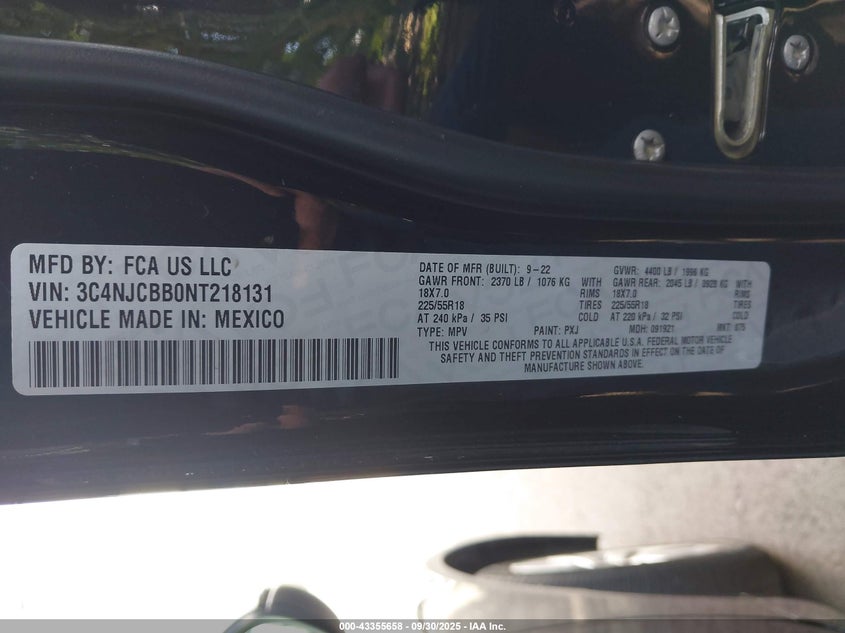 MFD BY: FCA US LLC
VIN: 3C4NJCBB0NT218131
VEHICLE MADE IN: MEXICO
DATE OF MFR (BUILT): 9-22 GVWR: 4400 LB / 1996 KG
GAWR FRONT: 2370 LB / 1076 KG WITH GAWR REAR: 2045 LB / 0928 KG WITH
18X7.0 RIMS 18X7.0 RIMS
225/55R18 TIRES 225/55R18 TIRES
AT 240 kPa / 35 PSI COLD AT 220 kPa / 32 PSI COLD
TYPE: MPV PAINT: PXJ MDH: 091921 MKT: 675
THIS VEHICLE CONFORMS TO ALL APPLICABLE U.S.A. FEDERAL MOTOR VEHICLE
SAFETY AND THEFT PREVENTION STANDARDS IN EFFECT ON THE DATE OF
MANUFACTURE SHOWN ABOVE.
000-43355658 - 09/30/2025 - IAA Inc.